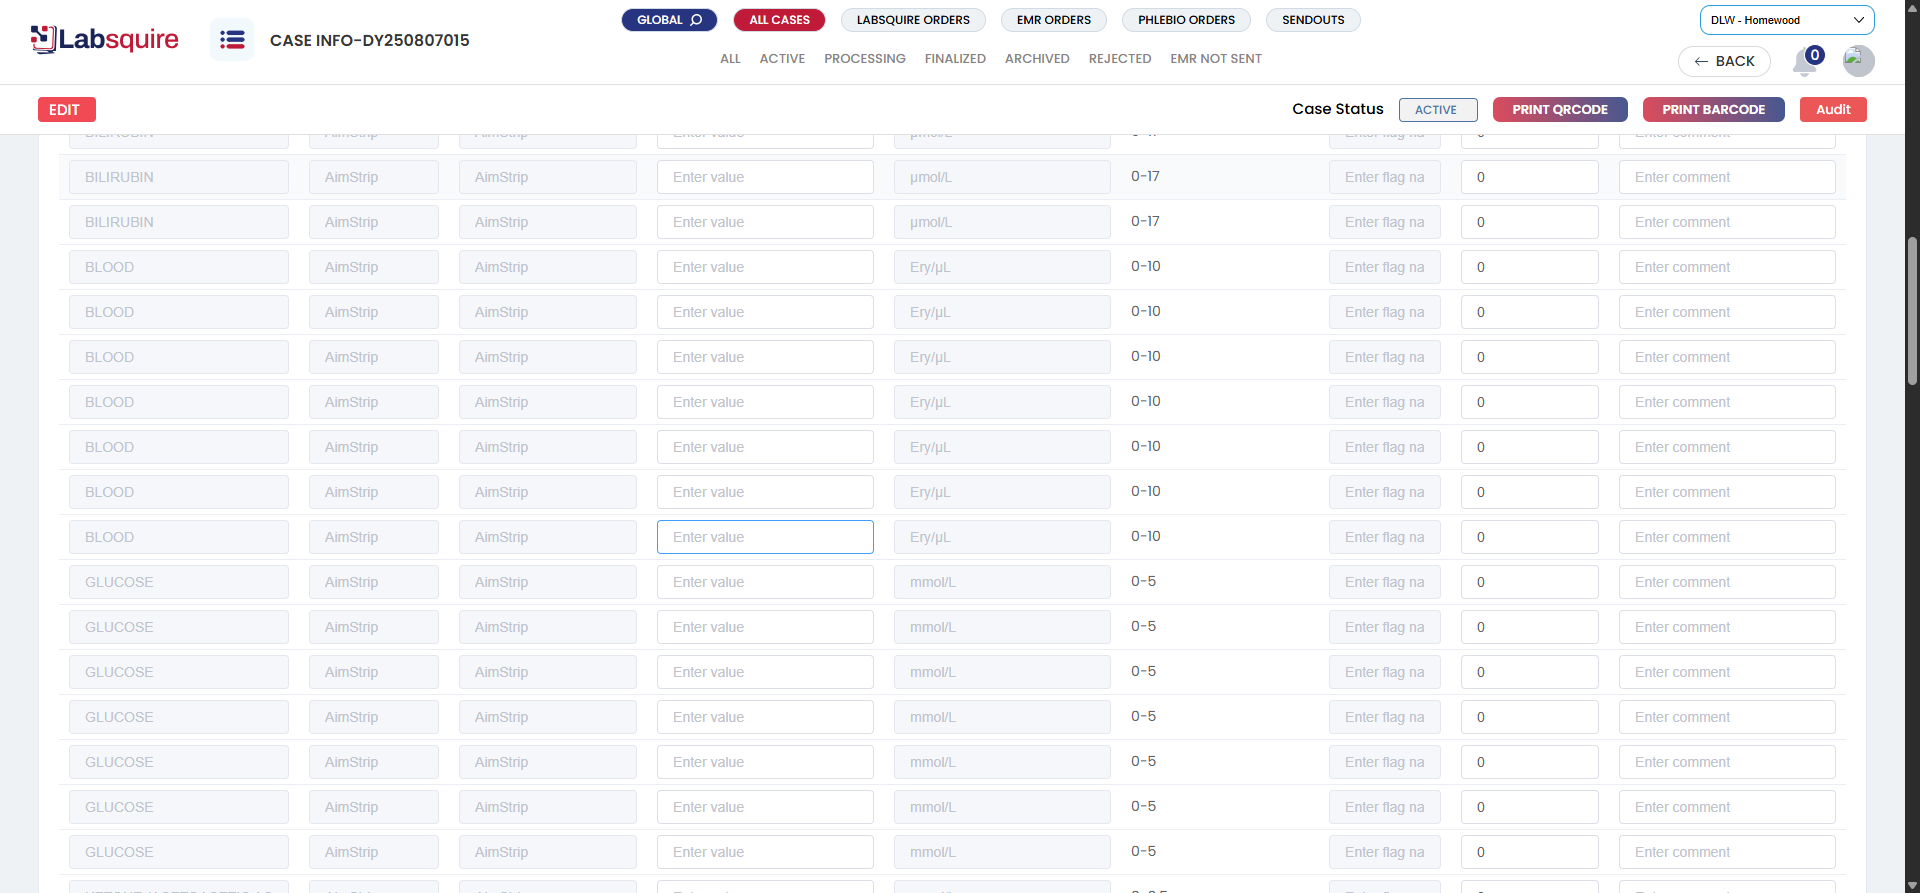 Labsquire
CASE INFO-DY250807015
GLOBAL
ALL CASES
LABSQUIRE ORDERS
EMR ORDERS
PHLEBIO ORDERS
SENDOUTS
DLW - Homewood
ALL
ACTIVE
PROCESSING
FINALIZED
ARCHIVED
REJECTED
EMR NOT SENT
← BACK
0
EDIT
Case Status
ACTIVE
PRINT QRCODE
PRINT BARCODE
Audit
BILIRUBIN AimStrip AimStrip Enter value µmol/L 0-17 Enter flag na 0 Enter comment
BILIRUBIN AimStrip AimStrip Enter value µmol/L 0-17 Enter flag na 0 Enter comment
BILIRUBIN AimStrip AimStrip Enter value µmol/L 0-17 Enter flag na 0 Enter comment
BLOOD AimStrip AimStrip Enter value Ery/µL 0-10 Enter flag na 0 Enter comment
BLOOD AimStrip AimStrip Enter value Ery/µL 0-10 Enter flag na 0 Enter comment
BLOOD AimStrip AimStrip Enter value Ery/µL 0-10 Enter flag na 0 Enter comment
BLOOD AimStrip AimStrip Enter value Ery/µL 0-10 Enter flag na 0 Enter comment
BLOOD AimStrip AimStrip Enter value Ery/µL 0-10 Enter flag na 0 Enter comment
BLOOD AimStrip AimStrip Enter value Ery/µL 0-10 Enter flag na 0 Enter comment
BLOOD AimStrip AimStrip Enter value Ery/µL 0-10 Enter flag na 0 Enter comment
GLUCOSE AimStrip AimStrip Enter value mmol/L 0-5 Enter flag na 0 Enter comment
GLUCOSE AimStrip AimStrip Enter value mmol/L 0-5 Enter flag na 0 Enter comment
GLUCOSE AimStrip AimStrip Enter value mmol/L 0-5 Enter flag na 0 Enter comment
GLUCOSE AimStrip AimStrip Enter value mmol/L 0-5 Enter flag na 0 Enter comment
GLUCOSE AimStrip AimStrip Enter value mmol/L 0-5 Enter flag na 0 Enter comment
GLUCOSE AimStrip AimStrip Enter value mmol/L 0-5 Enter flag na 0 Enter comment
GLUCOSE AimStrip AimStrip Enter value mmol/L 0-5 Enter flag na 0 Enter comment